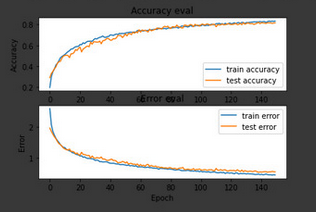 Accuracy eval
0.8
0.6
0.4
0.2
Accuracy
train accuracy
test accuracy
0 20 40 60 80 100 120 140
Error eval
2
1
Error
train error
test error
0 20 40 60 80 100 120 140
Epoch